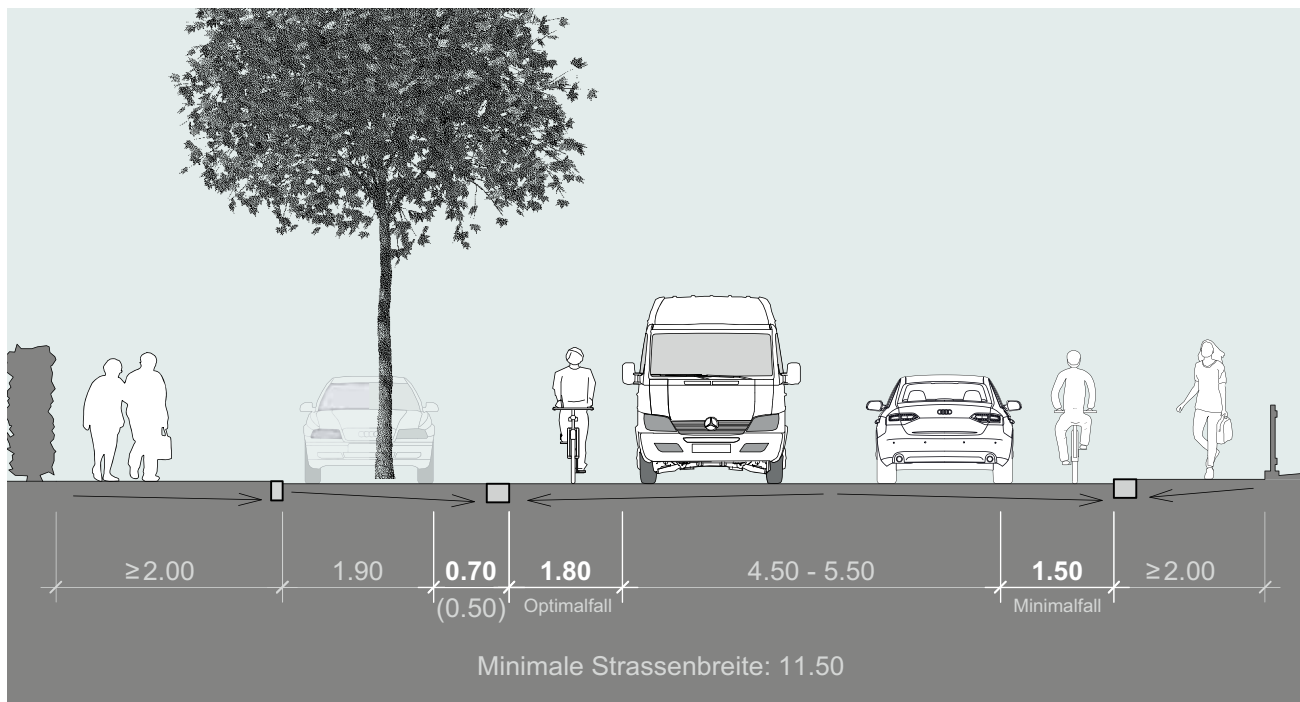 ≥2.00 1.90 0.70 1.80 4.50 - 5.50 1.50 ≥2.00
(0.50) Optimalfall Minimalfall
Minimale Strassenbreite: 11.50